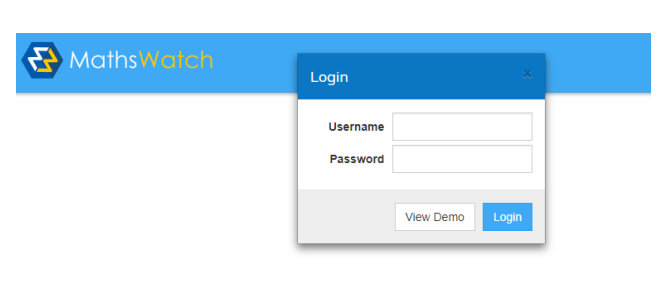 MathsWatch
Login ×
Username
Password
View Demo Login